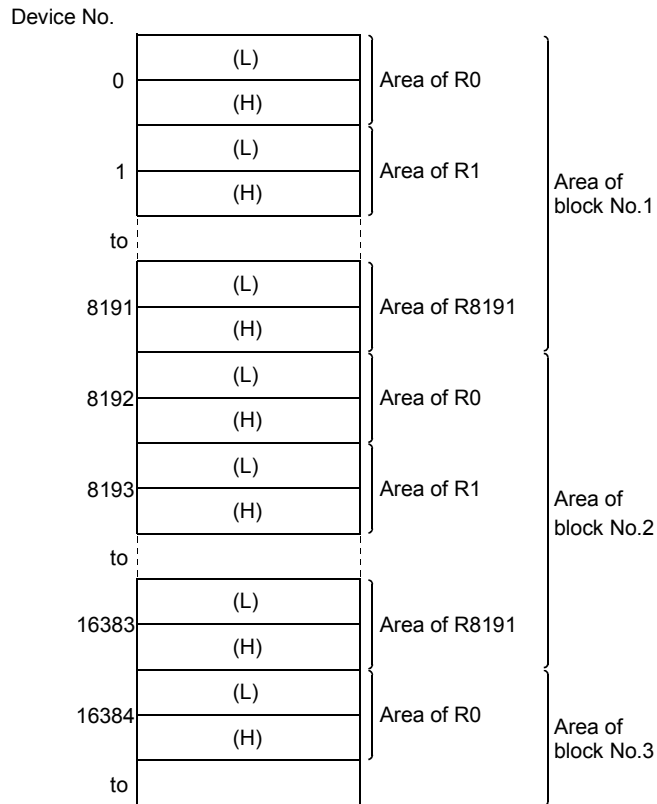 Device No.
0
(L)
(H)
Area of R0
1
(L)
(H)
Area of R1
Area of
block No.1
to
8191
(L)
(H)
Area of R8191
8192
(L)
(H)
Area of R0
8193
(L)
(H)
Area of R1
Area of
block No.2
to
16383
(L)
(H)
Area of R8191
16384
(L)
(H)
Area of R0
Area of
block No.3
to